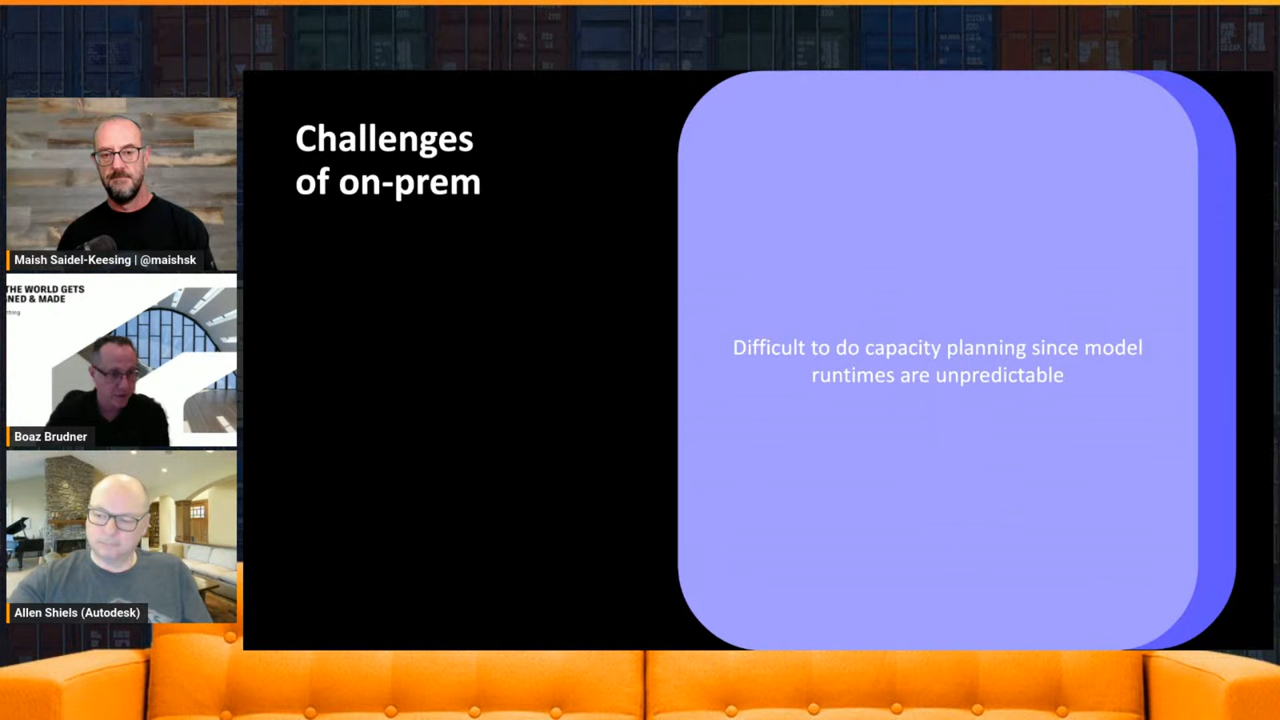 Challenges
of on-prem
Difficult to do capacity planning since model
runtimes are unpredictable
Maish Saidel-Keesing | @maishsk
THE WORLD GETS
NED & MADE
Boaz Brudner
Allen Shiels (Autodesk)